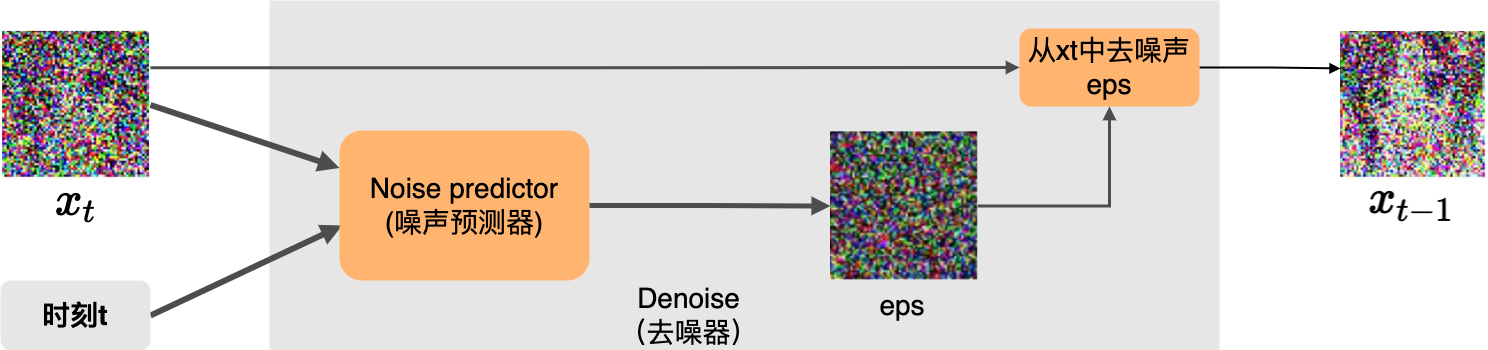 从xt中去噪声
eps
x_t
Noise predictor
(噪声预测器)
x_{t-1}
时刻t
Denoise
(去噪器)
eps